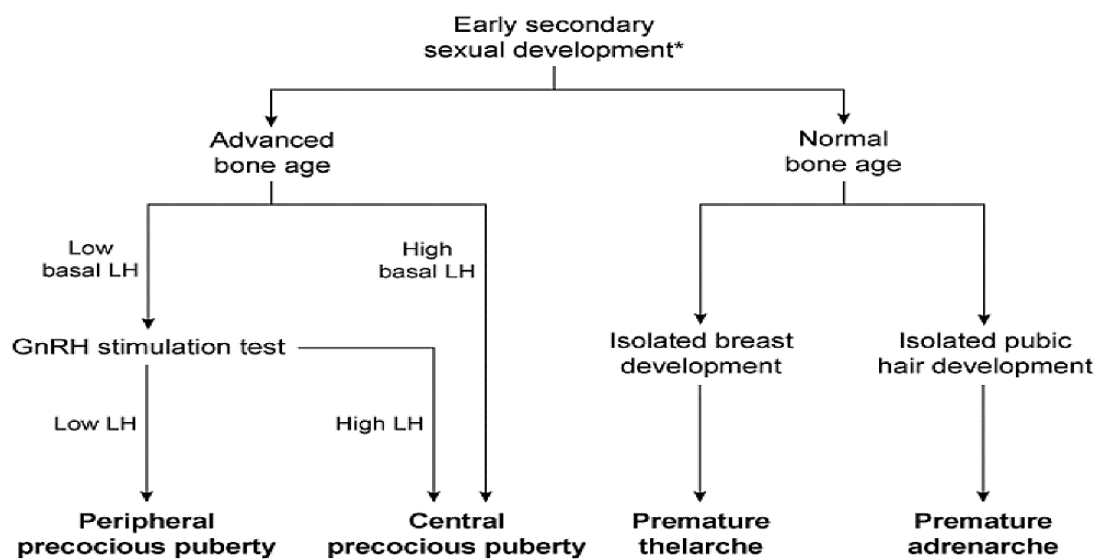 Early secondary
sexual development*
Advanced
bone age
Normal
bone age
Low
basal LH
High
basal LH
GnRH stimulation test
Isolated breast
development
Isolated pubic
hair development
Low LH
High LH
Peripheral
precocious puberty
Central
precocious puberty
Premature
thelarche
Premature
adrenarche